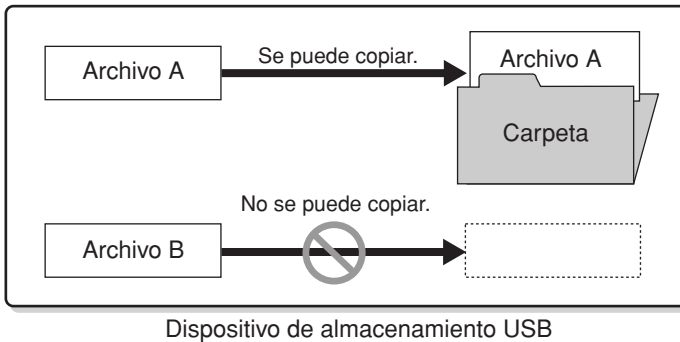 Archivo A
Se puede copiar.
Archivo A
Carpeta
No se puede copiar.
Archivo B
Dispositivo de almacenamiento USB